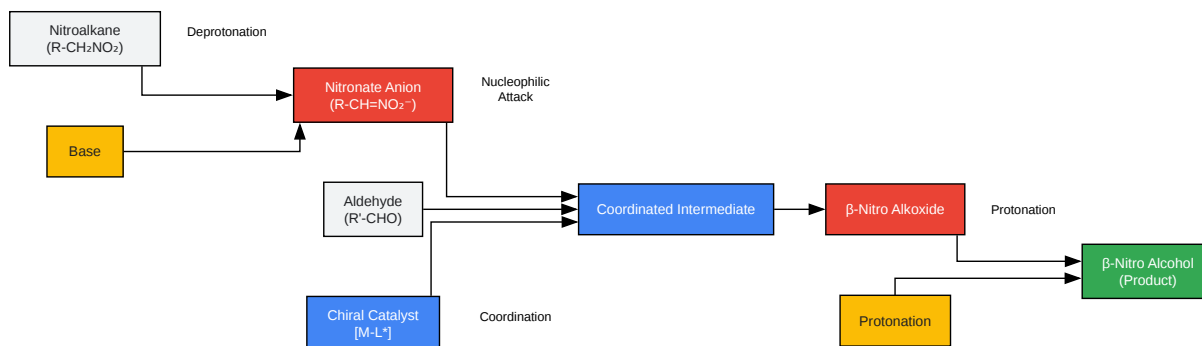 Nitroalkane
(R-CH₂NO₂)
Deprotonation
Nitronate Anion
(R-CH=NO₂⁻)
Nucleophilic
Attack
Base
Aldehyde
(R'-CHO)
Coordinated Intermediate
β-Nitro Alkoxide
Protonation
β-Nitro Alcohol
(Product)
Chiral Catalyst
[M-L*]
Coordination
Protonation